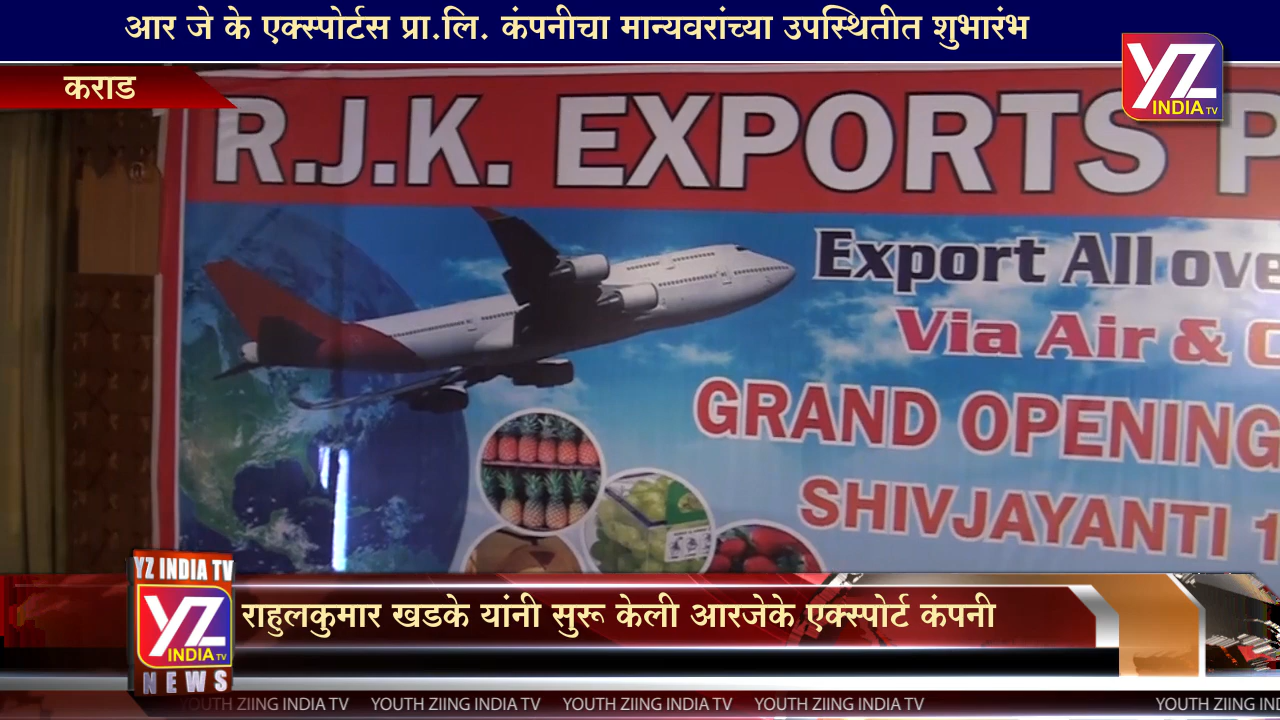 आर जे के एक्स्पोर्टस प्रा.लि. कंपनीचा मान्यवरांच्या उपस्थितीत शुभारंभ
कराड
YZ
INDIA TV
R.J.K. EXPORTS P
Export All ove
Via Air & C
GRAND OPENING
SHIVJAYANTI 1
YZ INDIA TV
YZ
INDIA TV
NEWS
राहुलकुमार खडके यांनी सुरू केली आरजेके एक्स्पोर्ट कंपनी
YOUTH ZIING INDIA TV YOUTH ZIING INDIA TV YOUTH ZIING INDIA TV YOUTH ZIING INDIA TV YOUTH ZIING IND